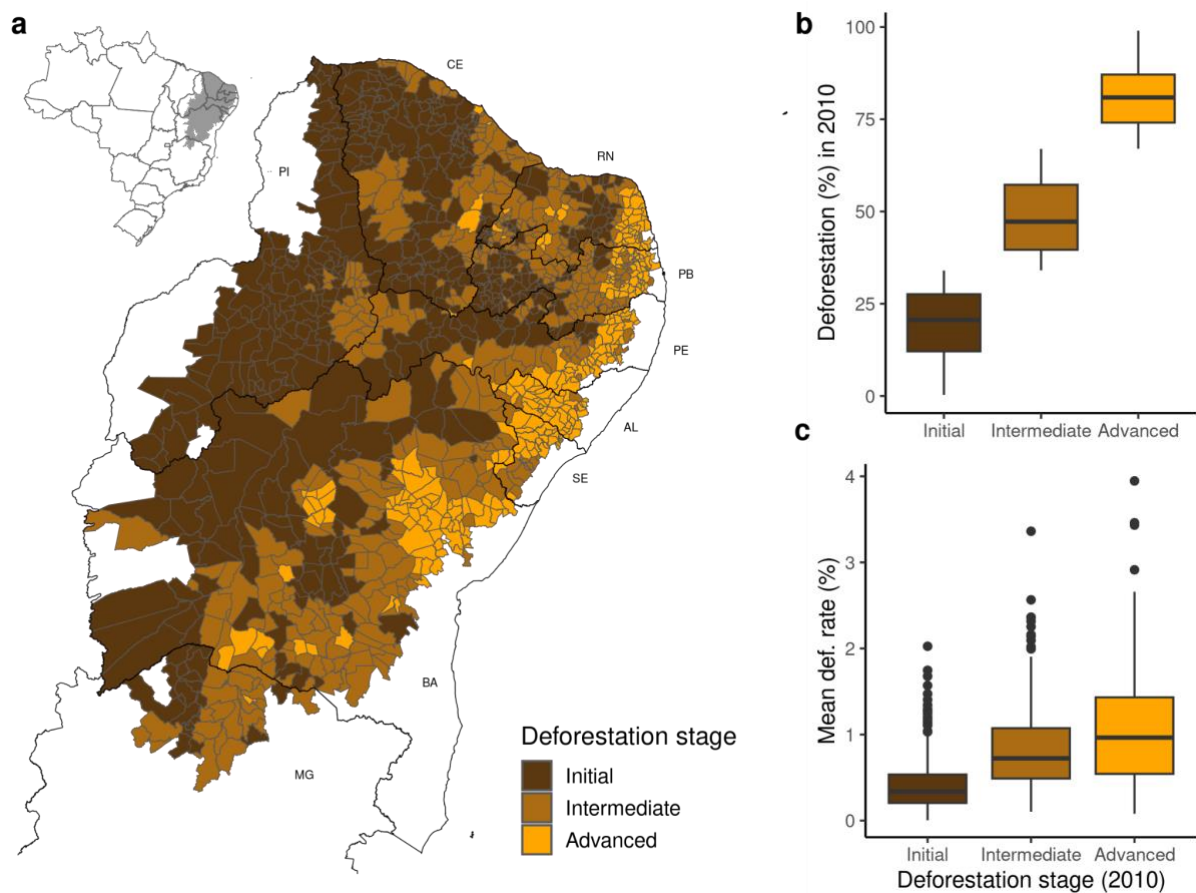 a
CE
PI
RN
PB
PE
AL
SE
BA
MG
Deforestation stage
Initial
Intermediate
Advanced
b
Deforestation (%) in 2010
100
75
50
25
0
Initial Intermediate Advanced
c
Mean def. rate (%)
4
3
2
1
0
Initial Intermediate Advanced
Deforestation stage (2010)